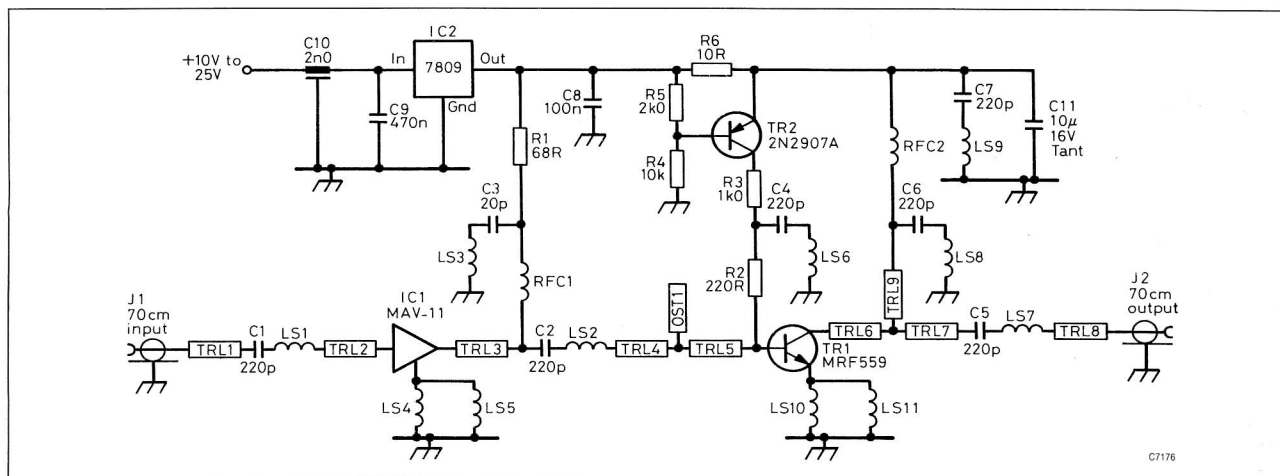 +10V to
25V
C10
2n0
IC2
In
7809
Out
Gnd
C9
470n
R1
68R
C8
100n
R5
2k0
R6
10R
R4
10k
TR2
2N2907A
R3
1k0
C4
220p
LS6
R2
220R
RFC2
C7
220p
LS9
C11
10µ
16V
Tant
C6
220p
LS8
TRL9
C3
20p
LS3
RFC1
J1
70cm
input
TRL1
C1
220p
LS1
TRL2
IC1
MAV-11
TRL3
C2
220p
LS2
TRL4
OST1
TRL5
TR1
MRF559
TRL6
TRL7
C5
220p
LS7
TRL8
J2
70cm
output
LS4
LS5
LS10
LS11
C7176